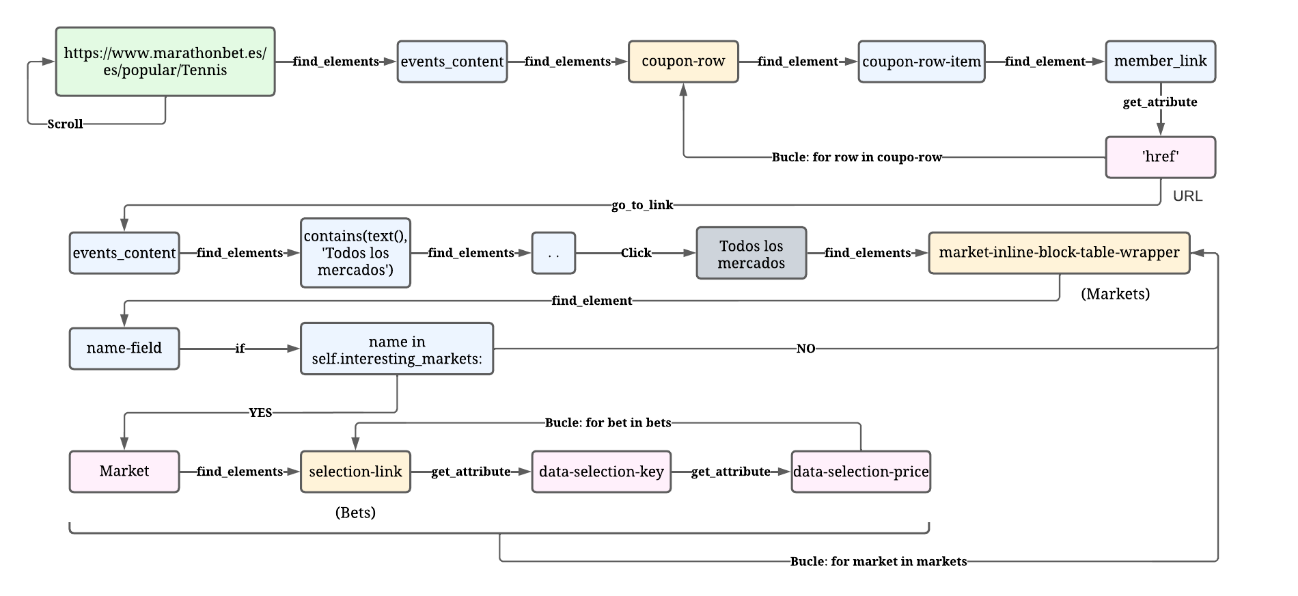 https://www.marathonbet.es/
es/popular/Tennis
find_elements
events_content
find_elements
coupon-row
find_element
coupon-row-item
find_element
member_link
Scroll
get_atribute
Bucle: for row in coupo-row
'href'
URL
go_to_link
events_content
find_elements
contains(text(),
'Todos los
mercados')
find_elements
. .
Click
Todos los
mercados
find_elements
market-inline-block-table-wrapper
(Markets)
find_element
name-field
if
name in
self.interesting_markets:
NO
YES
Bucle: for bet in bets
Market
find_elements
selection-link
get_attribute
data-selection-key
get_attribute
data-selection-price
(Bets)
Bucle: for market in markets